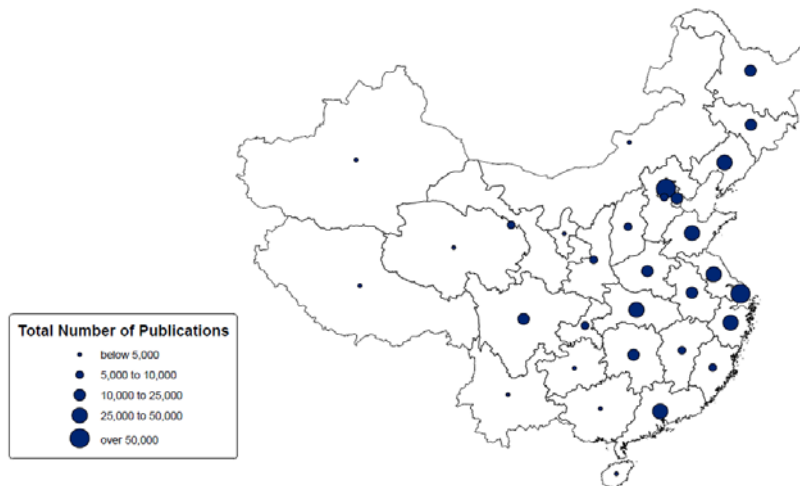 Total Number of Publications
below 5,000
5,000 to 10,000
10,000 to 25,000
25,000 to 50,000
over 50,000